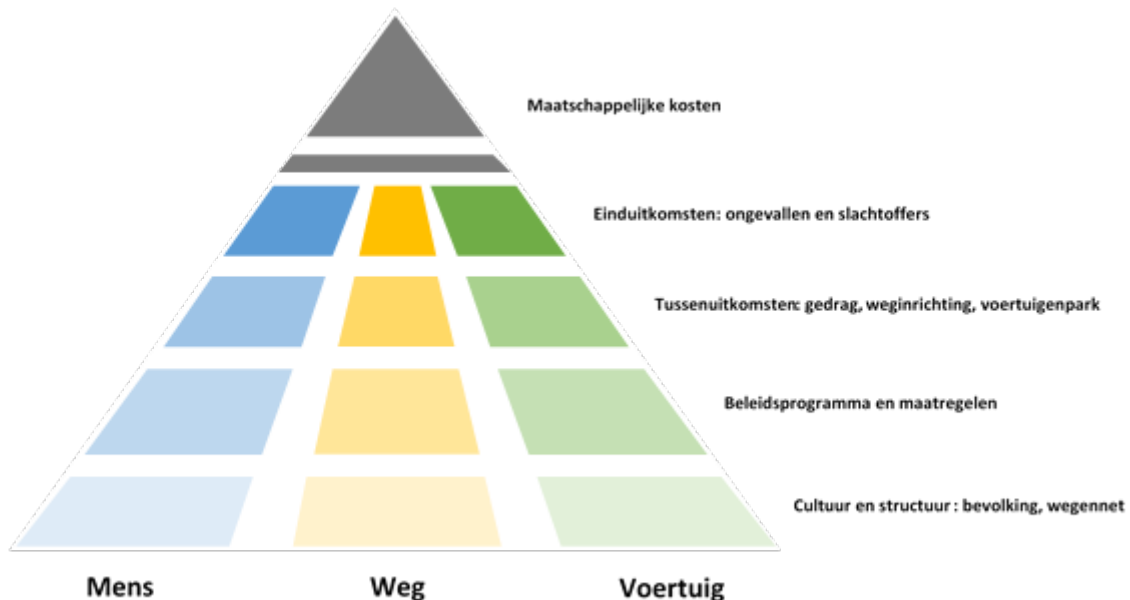 Maatschappelijke kosten
Einduitkomsten: ongevallen en slachtoffers
Tussenuitkomsten: gedrag, weginrichting, voertuigenpark
Beleidsprogramma en maatregelen
Cultuur en structuur : bevolking, wegennet
Mens Weg Voertuig